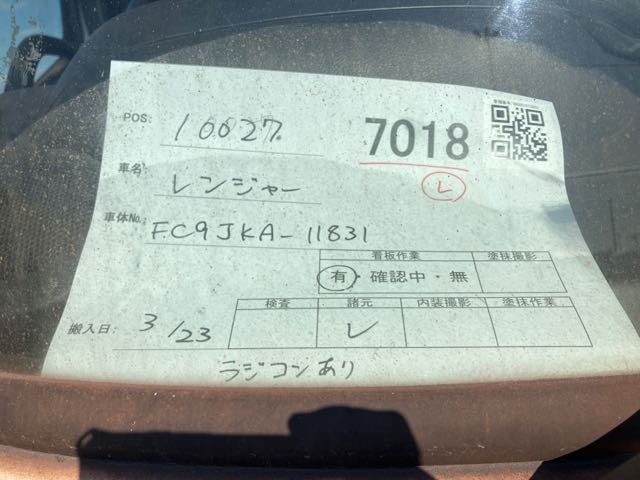 POS: 10027 7018
車名: レンジャー L
車体No.: FC9JKA-11831
看板作業 塗抹撮影
有・確認中・無
検査 諸元 内装撮影 塗抹作業
搬入日: 3/23 レ
ラジコンあり